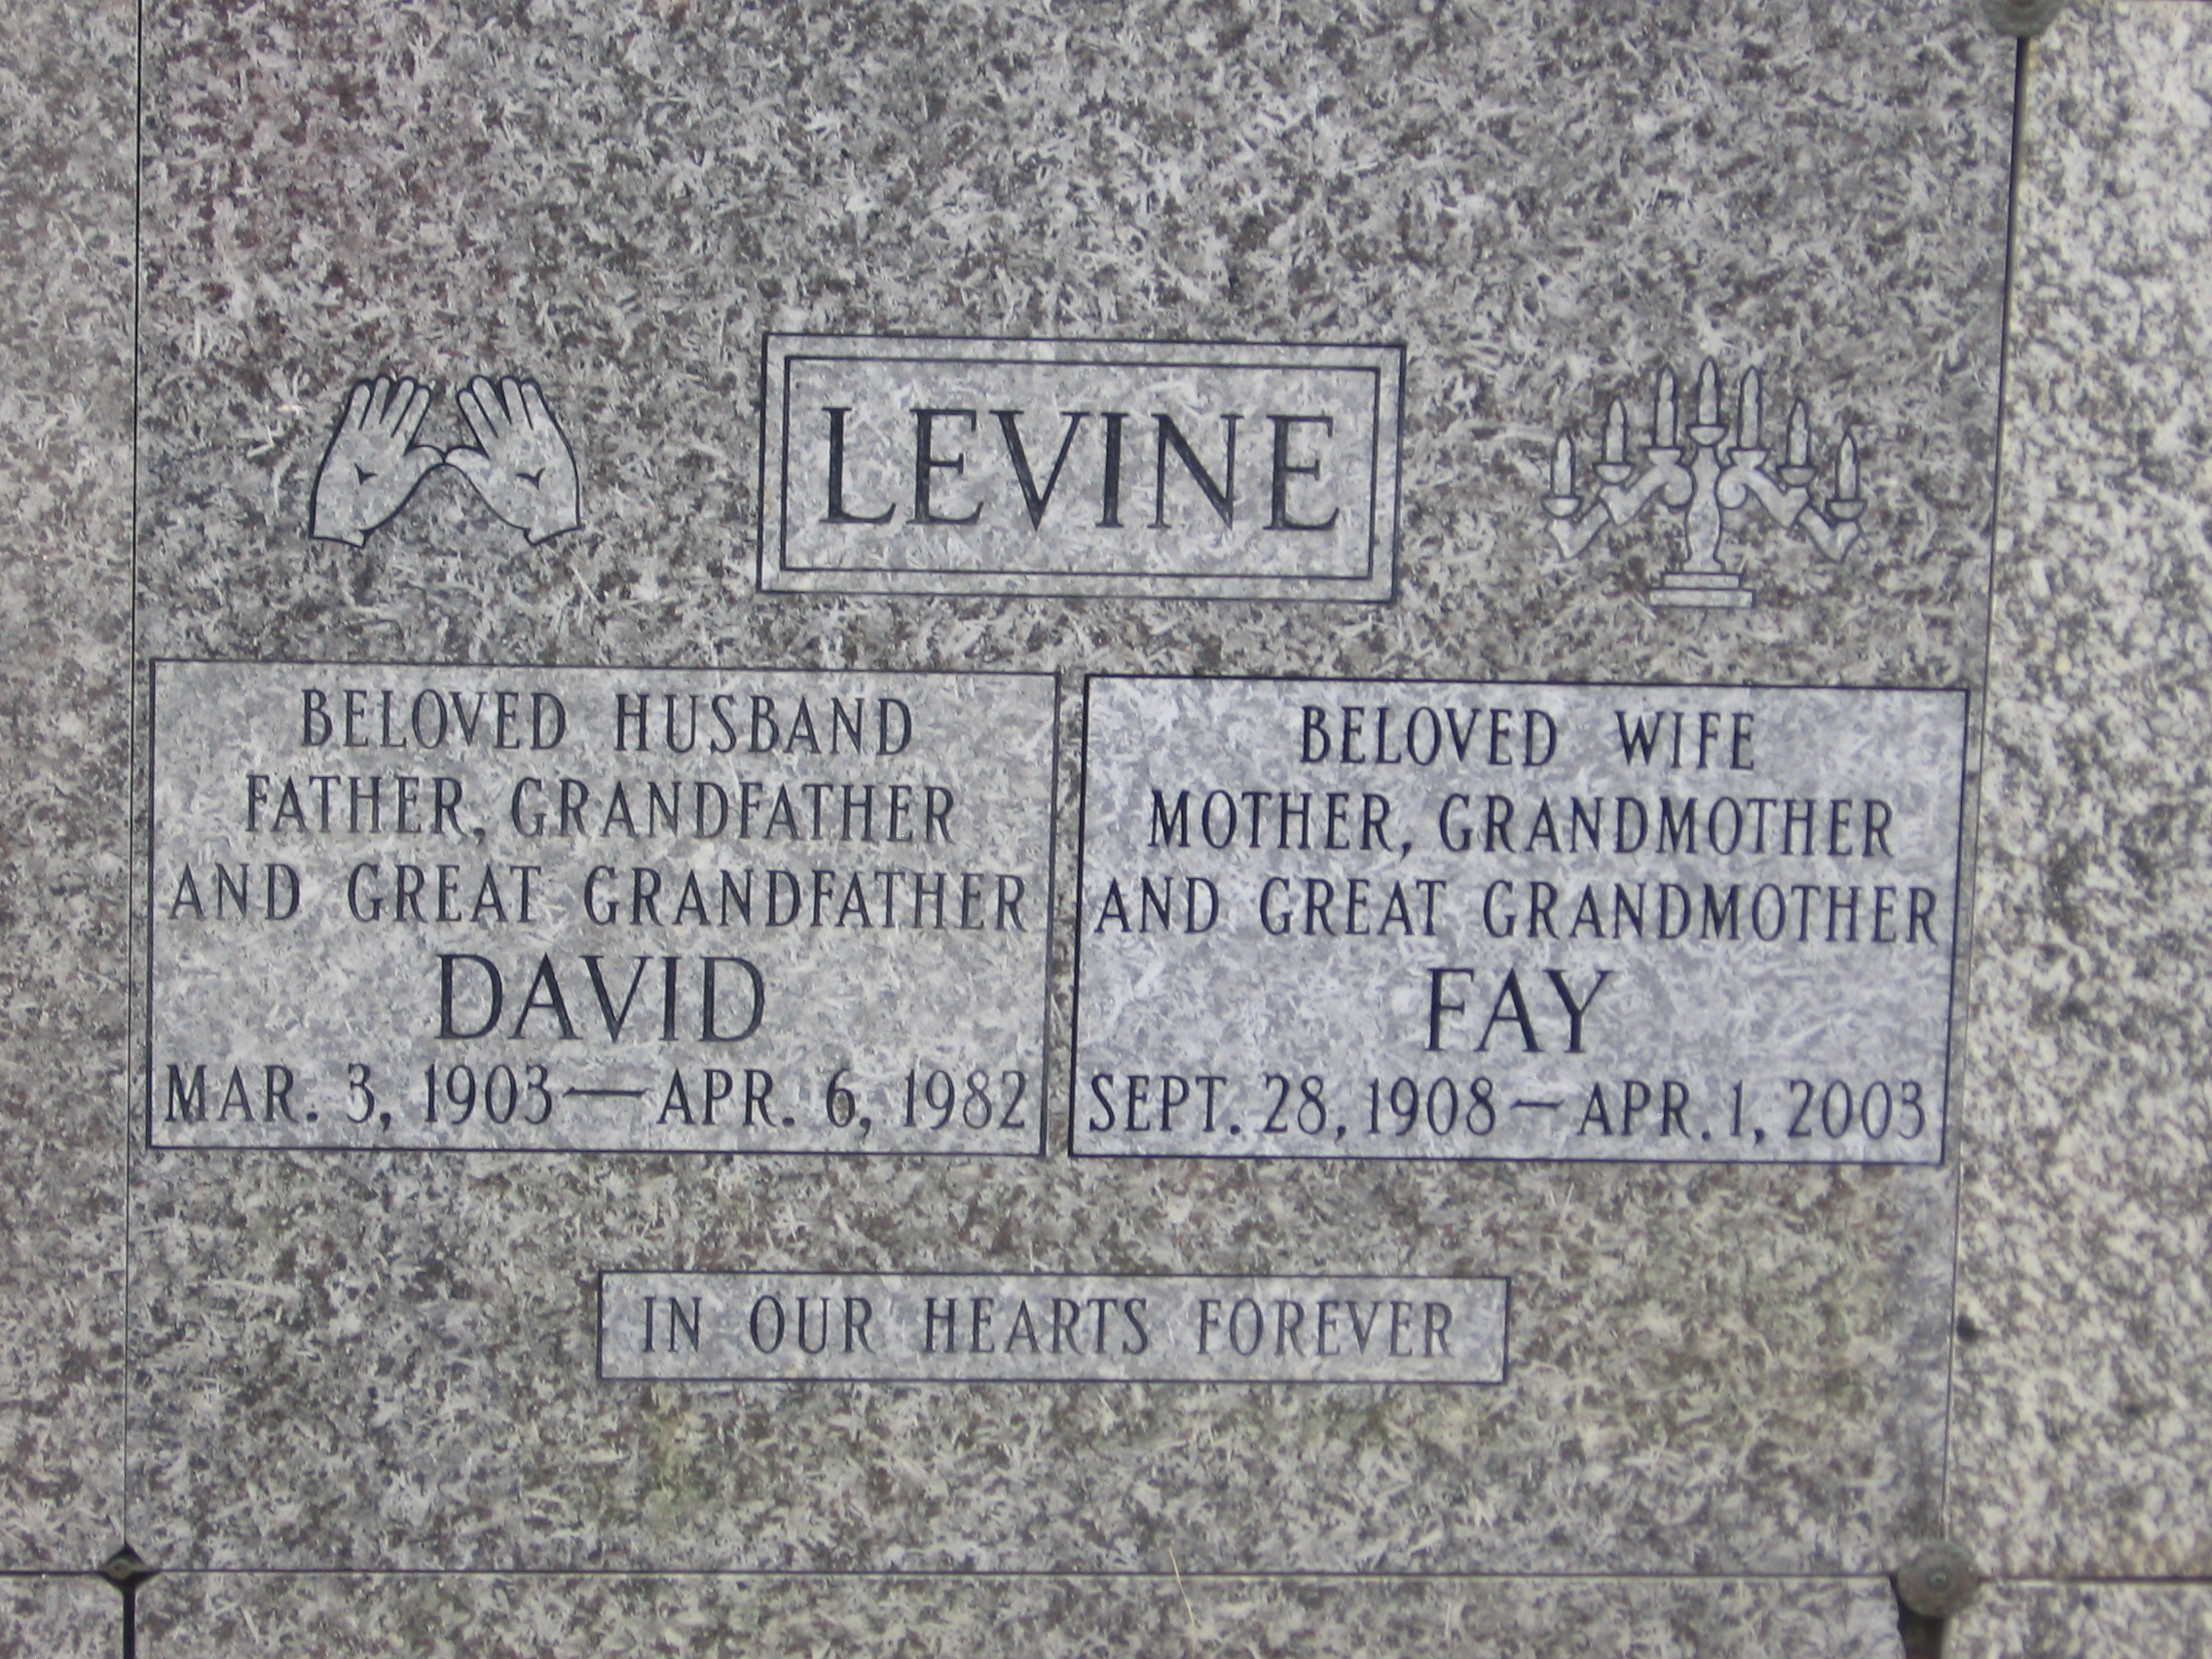 LEVINE
BELOVED HUSBAND
FATHER, GRANDFATHER
AND GREAT GRANDFATHER
DAVID
MAR. 3, 1903—APR. 6, 1982
BELOVED WIFE
MOTHER, GRANDMOTHER
AND GREAT GRANDMOTHER
FAY
SEPT. 28, 1908—APR. 1, 2003
IN OUR HEARTS FOREVER